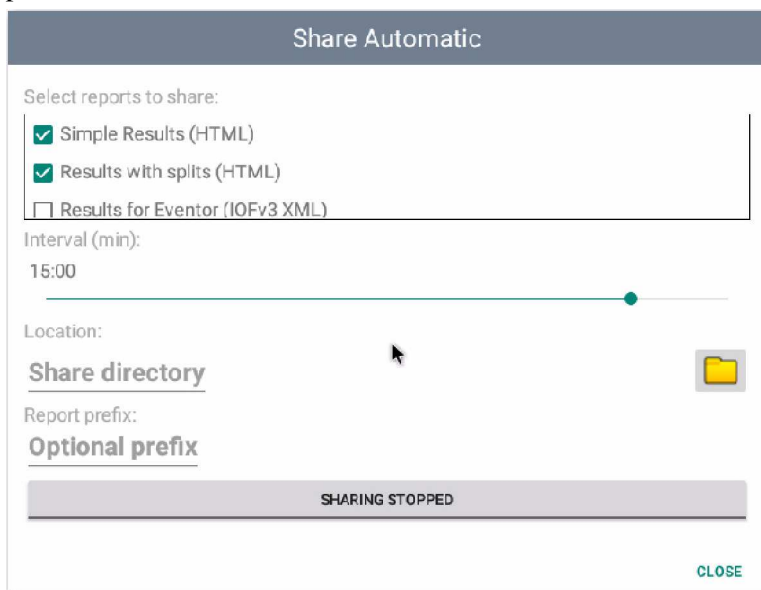 Share Automatic
Select reports to share:
Simple Results (HTML)
Results with splits (HTML)
Results for Eventor (IOFv3 XML)
Interval (min):
15:00
Location:
Share directory
Report prefix:
Optional prefix
SHARING STOPPED
CLOSE